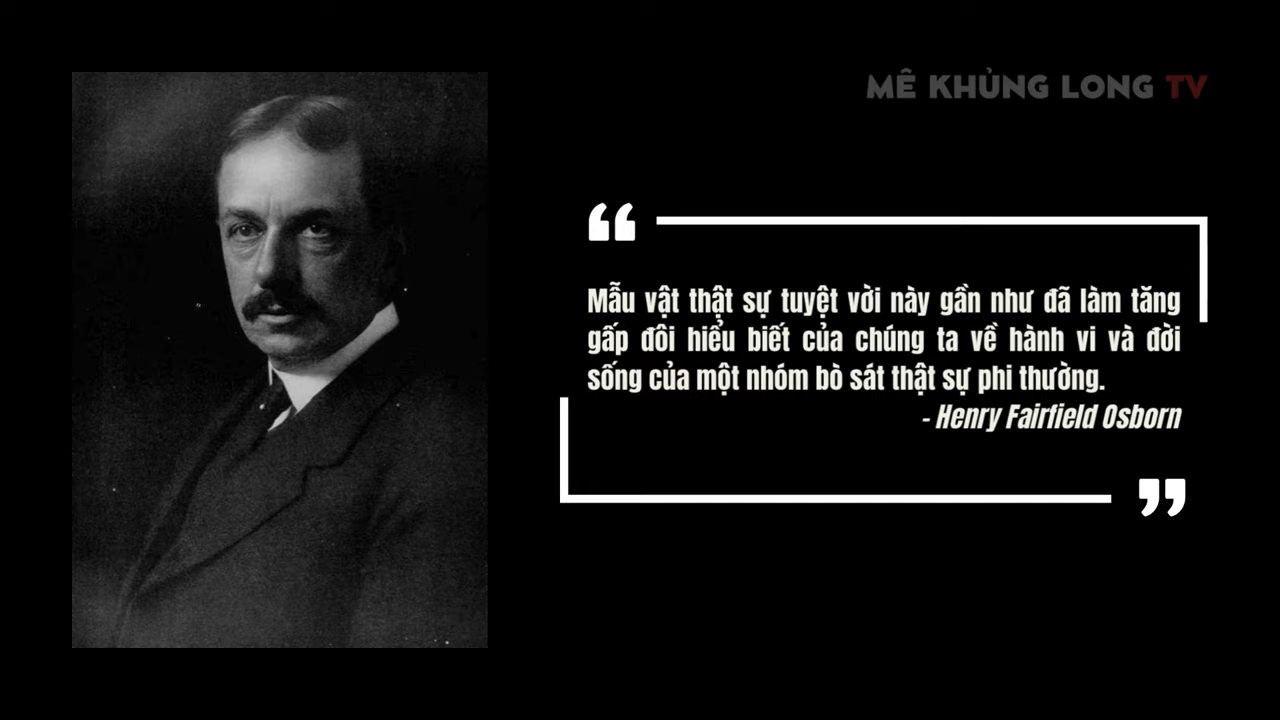 MÊ KHỦNG LONG TV
Mẫu vật thật sự tuyệt vời này gần như đã làm tăng
gấp đôi hiểu biết của chúng ta về hành vi và đời
sống của một nhóm bò sát thật sự phi thường.
- Henry Fairfield Osborn